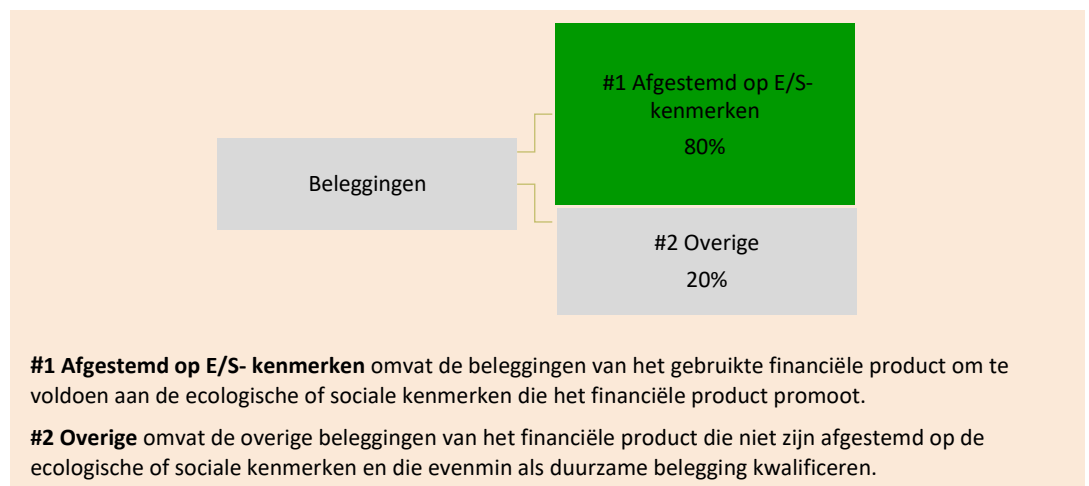 #1 Afgestemd op E/S-
kenmerken
80%
Beleggingen
#2 Overige
20%
#1 Afgestemd op E/S- kenmerken omvat de beleggingen van het gebruikte financiële product om te
voldoen aan de ecologische of sociale kenmerken die het financiële product promoot.
#2 Overige omvat de overige beleggingen van het financiële product die niet zijn afgestemd op de
ecologische of sociale kenmerken en die evenmin als duurzame belegging kwalificeren.